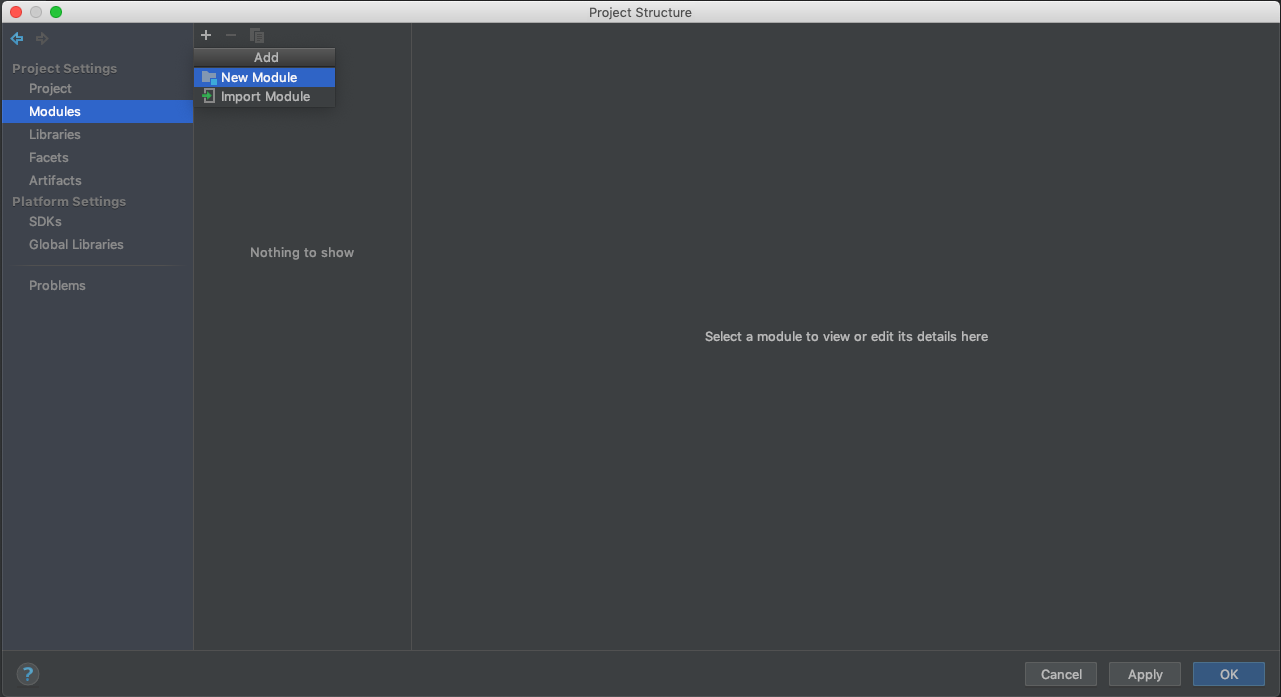 Project Structure
Project Settings
Project
Modules
Libraries
Facets
Artifacts
Platform Settings
SDKs
Global Libraries
Problems
Add
New Module
Import Module
Nothing to show
Select a module to view or edit its details here
?
Cancel
Apply
OK